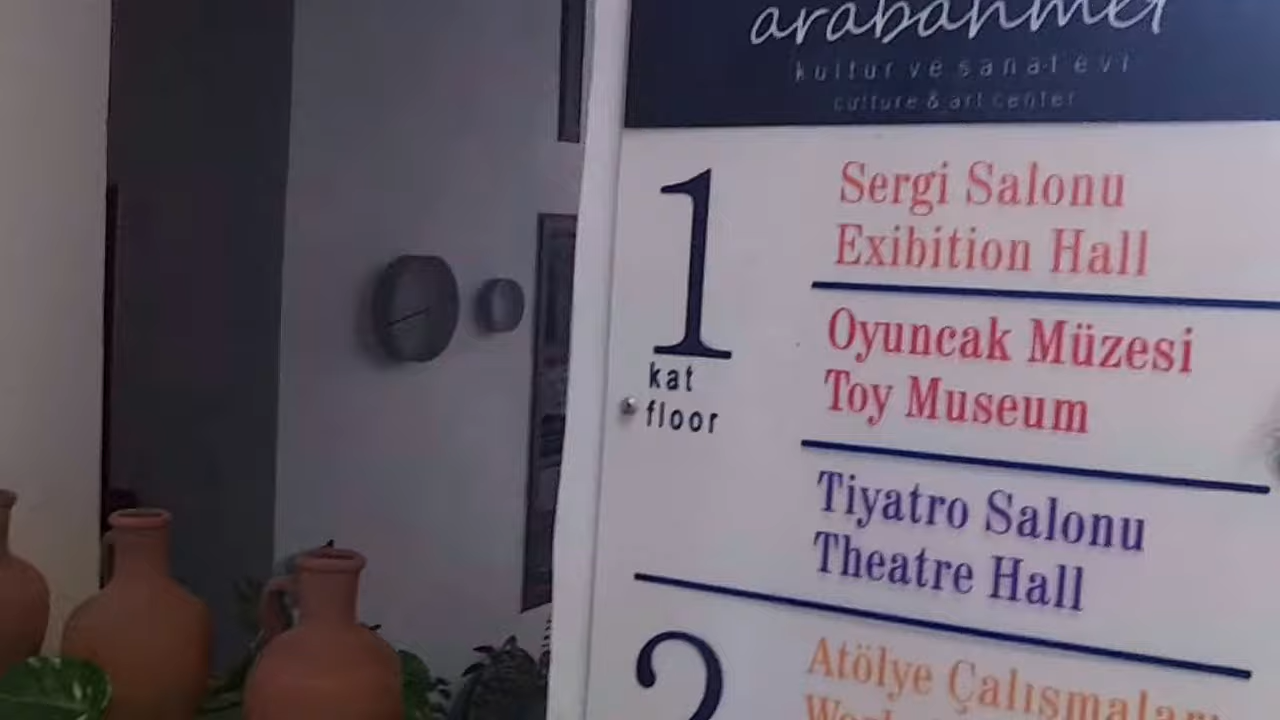 arabahmet
kültür ve sanat evi
culture & art center
1
kat
floor
Sergi Salonu
Exibition Hall
Oyuncak Müzesi
Toy Museum
Tiyatro Salonu
Theatre Hall
2
Atölye Çalışmaları